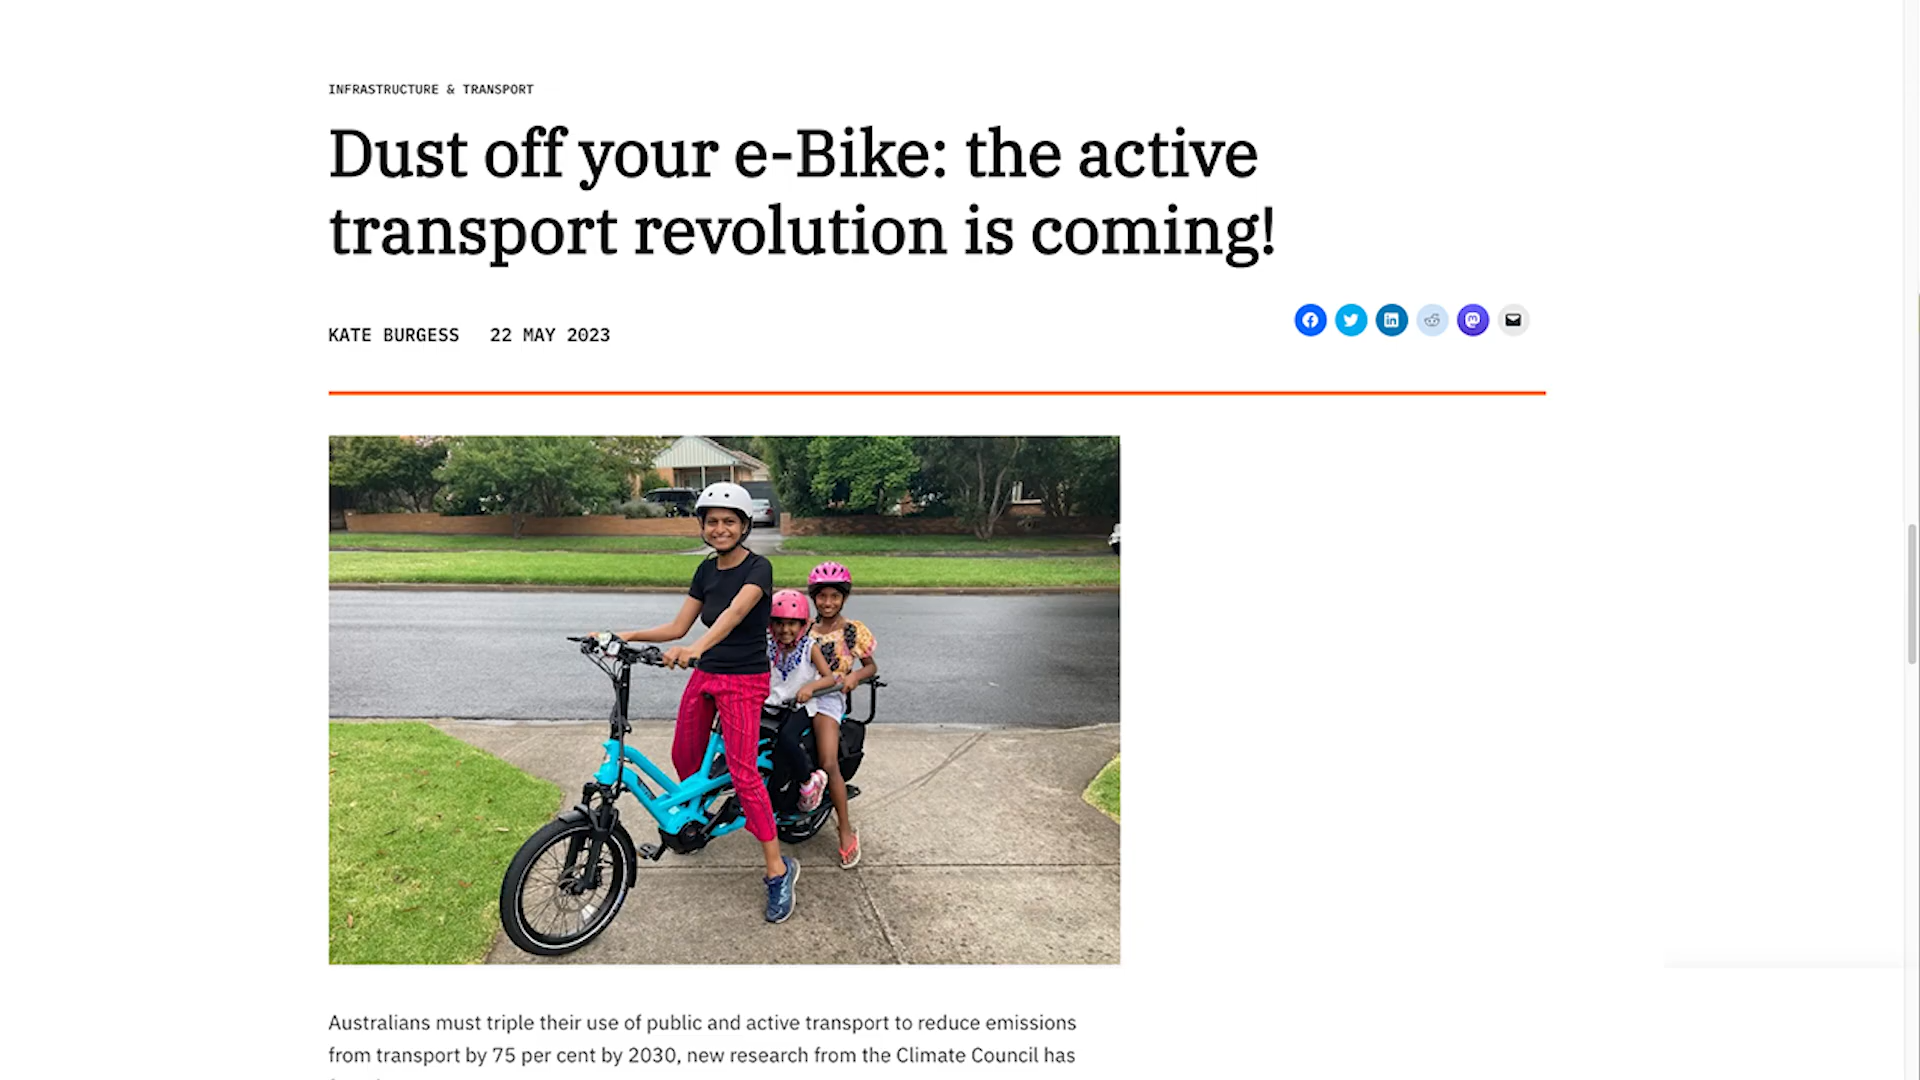 INFRASTRUCTURE & TRANSPORT
Dust off your e-Bike: the active
transport revolution is coming!
KATE BURGESS 22 MAY 2023
Australians must triple their use of public and active transport to reduce emissions
from transport by 75 per cent by 2030, new research from the Climate Council has